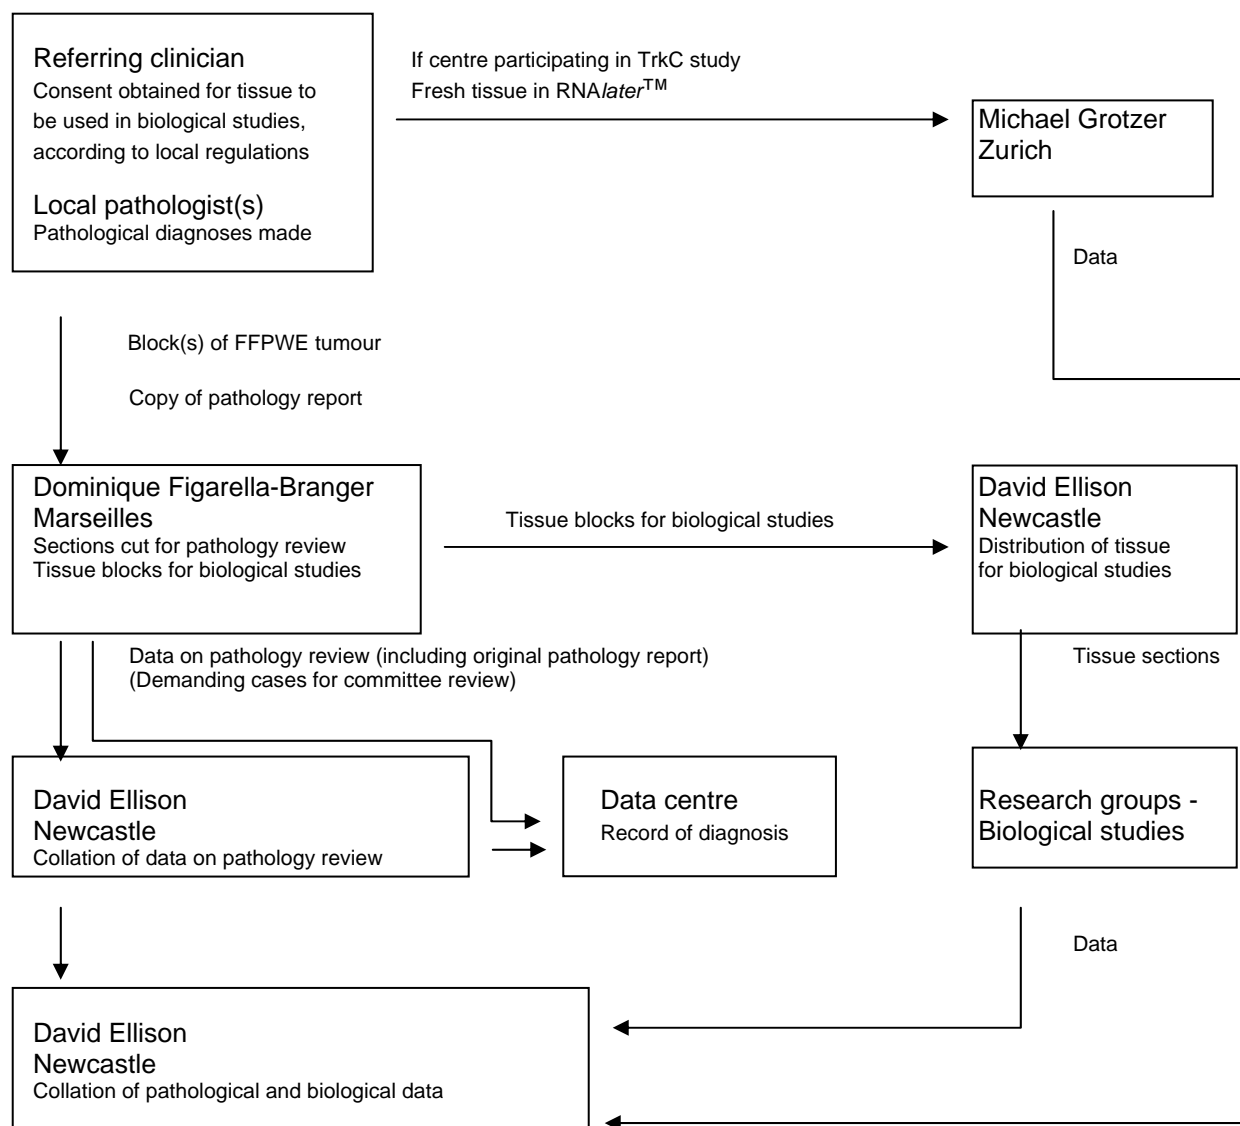 Referring clinician
Consent obtained for tissue to
be used in biological studies,
according to local regulations
Local pathologist(s)
Pathological diagnoses made
If centre participating in TrkC study
Fresh tissue in RNAlater™
Michael Grotzer
Zurich
Data
Block(s) of FFPWE tumour
Copy of pathology report
Dominique Figarella-Branger
Marseilles
Sections cut for pathology review
Tissue blocks for biological studies
Tissue blocks for biological studies
David Ellison
Newcastle
Distribution of tissue
for biological studies
Data on pathology review (including original pathology report)
(Demanding cases for committee review)
Tissue sections
David Ellison
Newcastle
Collation of data on pathology review
Data centre
Record of diagnosis
Research groups -
Biological studies
Data
David Ellison
Newcastle
Collation of pathological and biological data